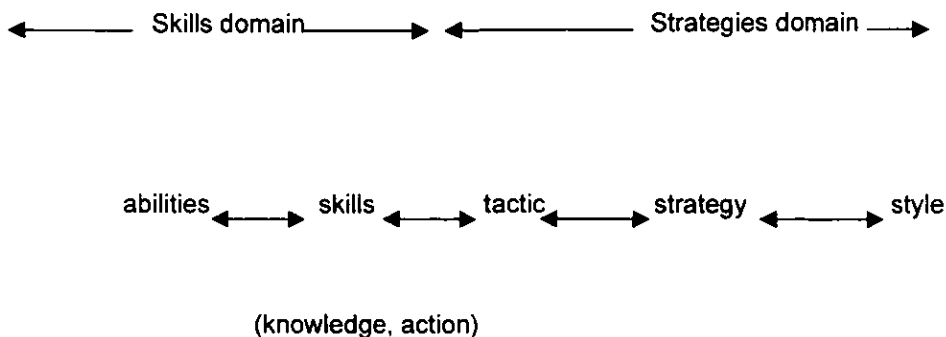 Skills domain Strategies domain
abilities skills tactic strategy style
(knowledge, action)